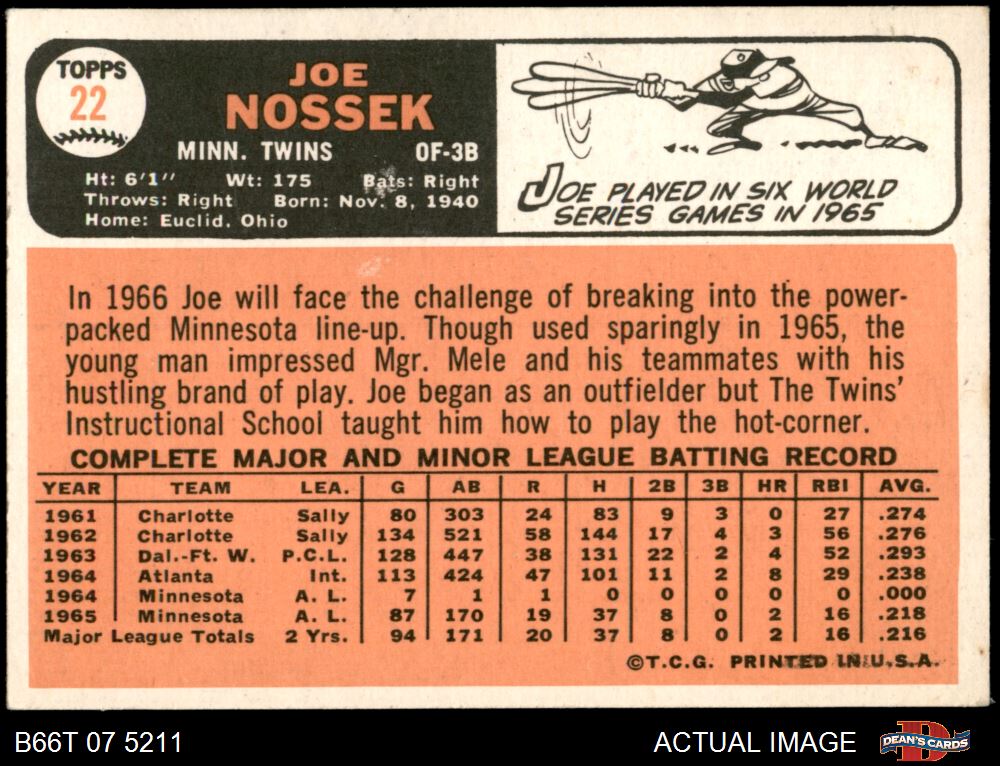 TOPPS
22
JOE
NOSSEK
MINN. TWINS OF-3B
Ht: 6'1" Wt: 175 Bats: Right
Throws: Right Born: Nov. 8, 1940
Home: Euclid, Ohio
JOE PLAYED IN SIX WORLD
SERIES GAMES IN 1965
In 1966 Joe will face the challenge of breaking into the power-
packed Minnesota line-up. Though used sparingly in 1965, the
young man impressed Mgr. Mele and his teammates with his
hustling brand of play. Joe began as an outfielder but The Twins'
Instructional School taught him how to play the hot-corner.
COMPLETE MAJOR AND MINOR LEAGUE BATTING RECORD
YEAR TEAM LEA. G AB R H 2B 3B HR RBI AVG.
1961 Charlotte Sally 80 303 24 83 9 3 0 27 .274
1962 Charlotte Sally 134 521 58 144 17 4 3 56 .276
1963 Dal.-Ft. W. P.C.L. 128 447 38 131 22 2 4 52 .293
1964 Atlanta Int. 113 424 47 101 11 2 8 29 .238
1964 Minnesota A. L. 7 1 1 0 0 0 0 0 .000
1965 Minnesota A. L. 87 170 19 37 8 0 2 16 .218
Major League Totals 2 Yrs. 94 171 20 37 8 0 2 16 .216
©T.C.G. PRINTED IN U.S.A.
B66T 07 5211 ACTUAL IMAGE D DEAN'S CARDS